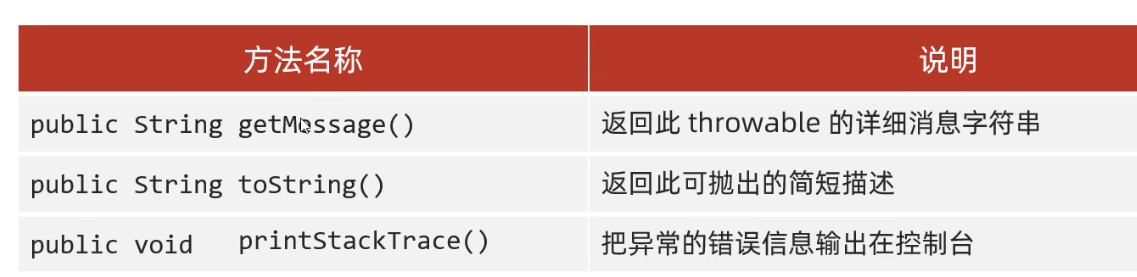 方法名称 说明
public String getMessage() 返回此 throwable 的详细消息字符串
public String toString() 返回此可抛出的简短描述
public void printStackTrace() 把异常的错误信息输出在控制台